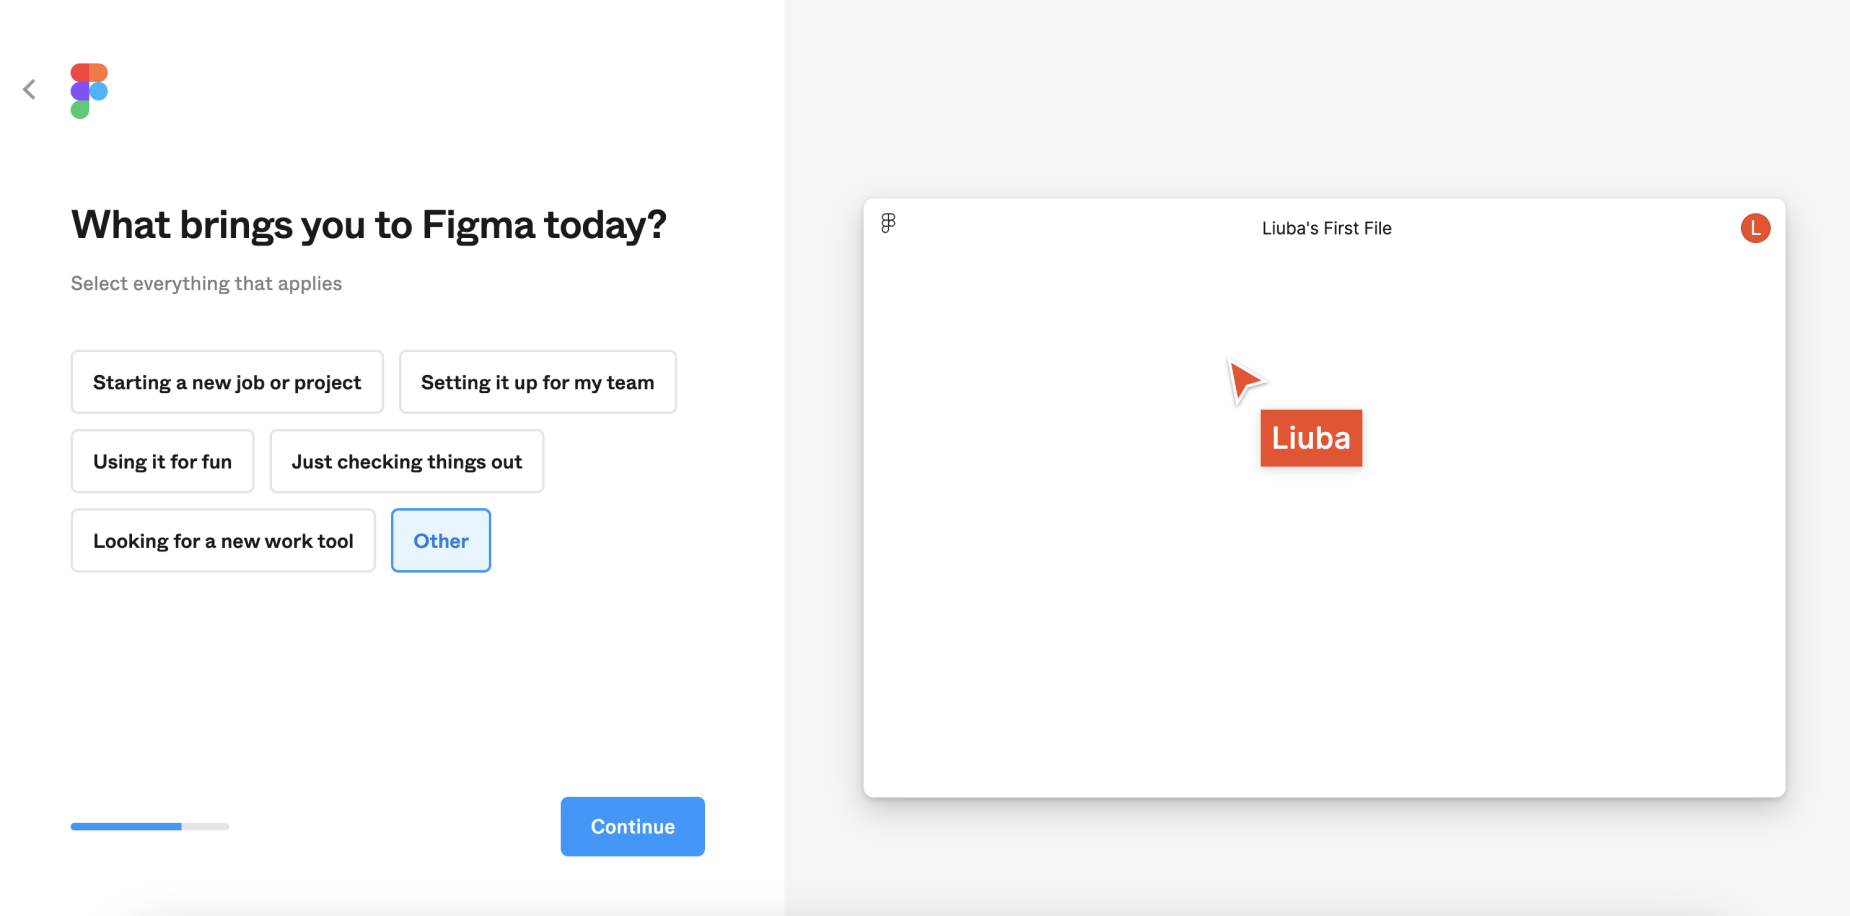 What brings you to Figma today?
Select everything that applies
Starting a new job or project
Setting it up for my team
Using it for fun
Just checking things out
Looking for a new work tool
Other
Continue
Liuba's First File
L
Liuba